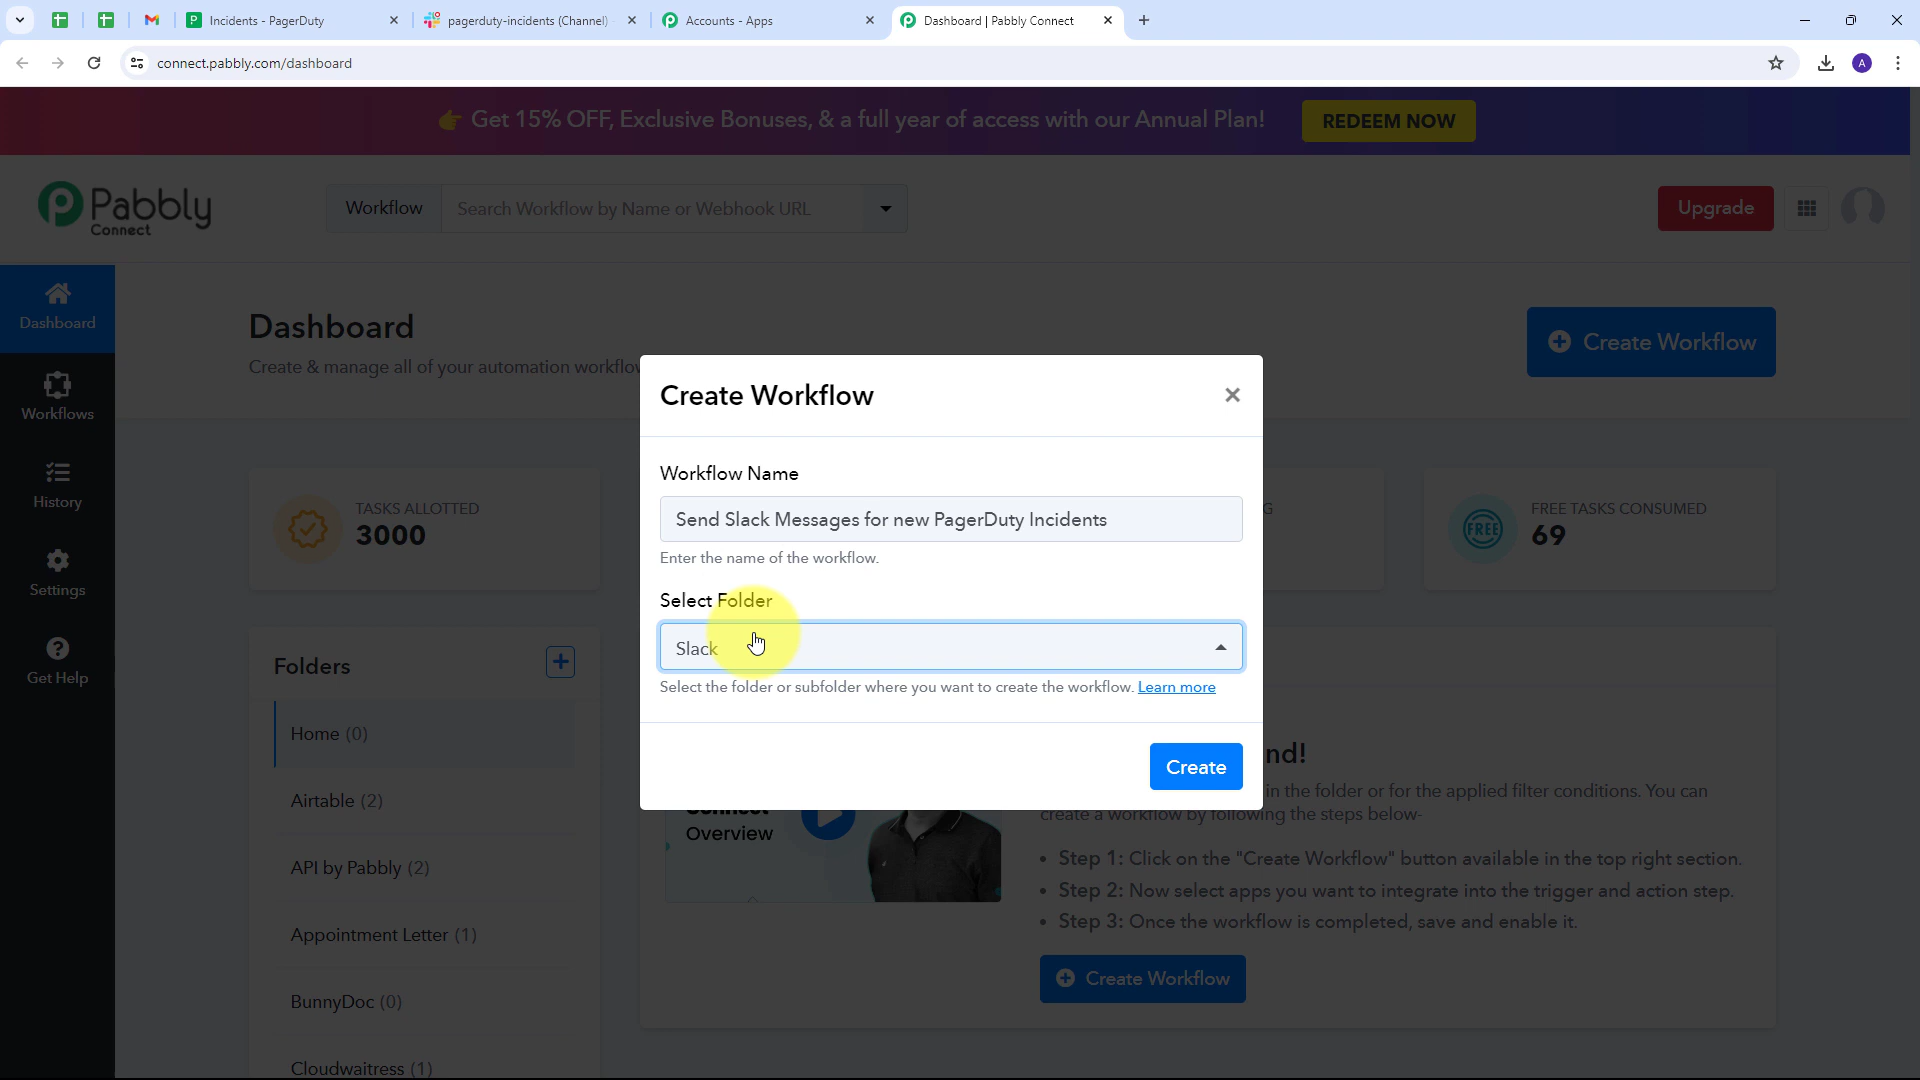 Incidents - PagerDuty
pagerduty-incidents (Channel)
Accounts - Apps
Dashboard | Pabbly Connect
connect.pabbly.com/dashboard
A
👉 Get 15% OFF, Exclusive Bonuses, & a full year of access with our Annual Plan!
REDEEM NOW
Pabbly
Connect
Workflow
Search Workflow by Name or Webhook URL
Upgrade
Dashboard
Workflows
History
Settings
Get Help
Dashboard
Create & manage all of your automation workflow
Create Workflow
TASKS ALLOTTED
3000
G
FREE
FREE TASKS CONSUMED
69
Folders
Home (0)
Airtable (2)
API by Pabbly (2)
Appointment Letter (1)
BunnyDoc (0)
Cloudwaitress (1)
Create Workflow
Workflow Name
Send Slack Messages for new PagerDuty Incidents
Enter the name of the workflow.
Select Folder
Slack
Select the folder or subfolder where you want to create the workflow. Learn more
Create
Connect
Overview
nd!
in the folder or for the applied filter conditions. You can
create a workflow by following the steps below-
• Step 1: Click on the "Create Workflow" button available in the top right section.
• Step 2: Now select apps you want to integrate into the trigger and action step.
• Step 3: Once the workflow is completed, save and enable it.
Create Workflow